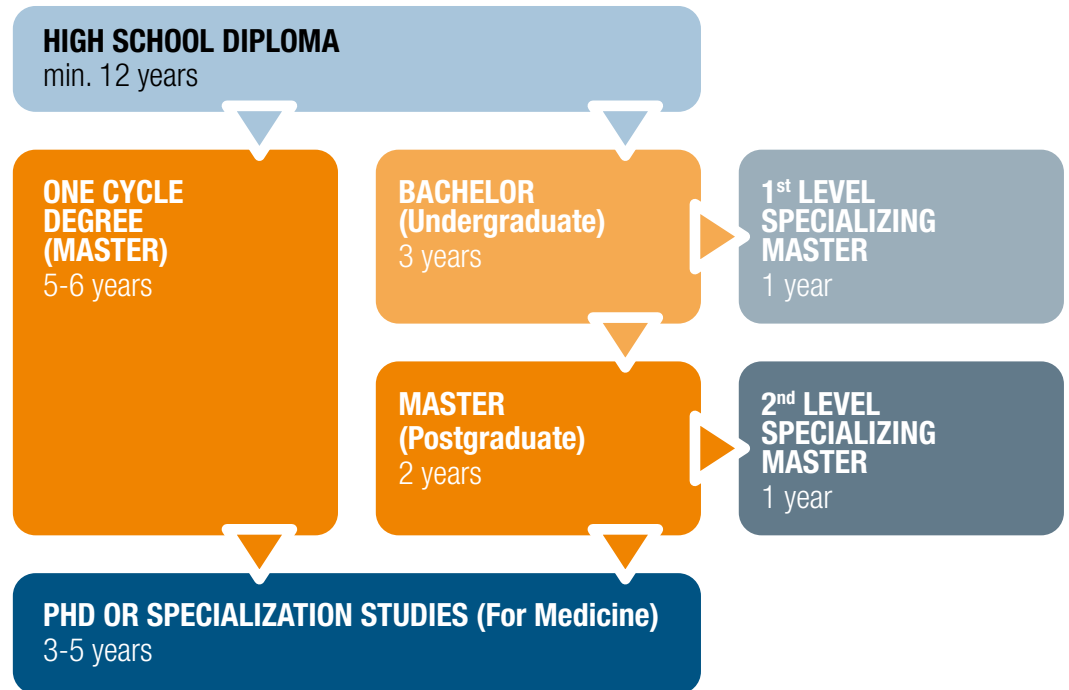 HIGH SCHOOL DIPLOMA
min. 12 years
ONE CYCLE
DEGREE
(MASTER)
5-6 years
BACHELOR
(Undergraduate)
3 years
1st LEVEL
SPECIALIZING
MASTER
1 year
MASTER
(Postgraduate)
2 years
2nd LEVEL
SPECIALIZING
MASTER
1 year
PHD OR SPECIALIZATION STUDIES (For Medicine)
3-5 years